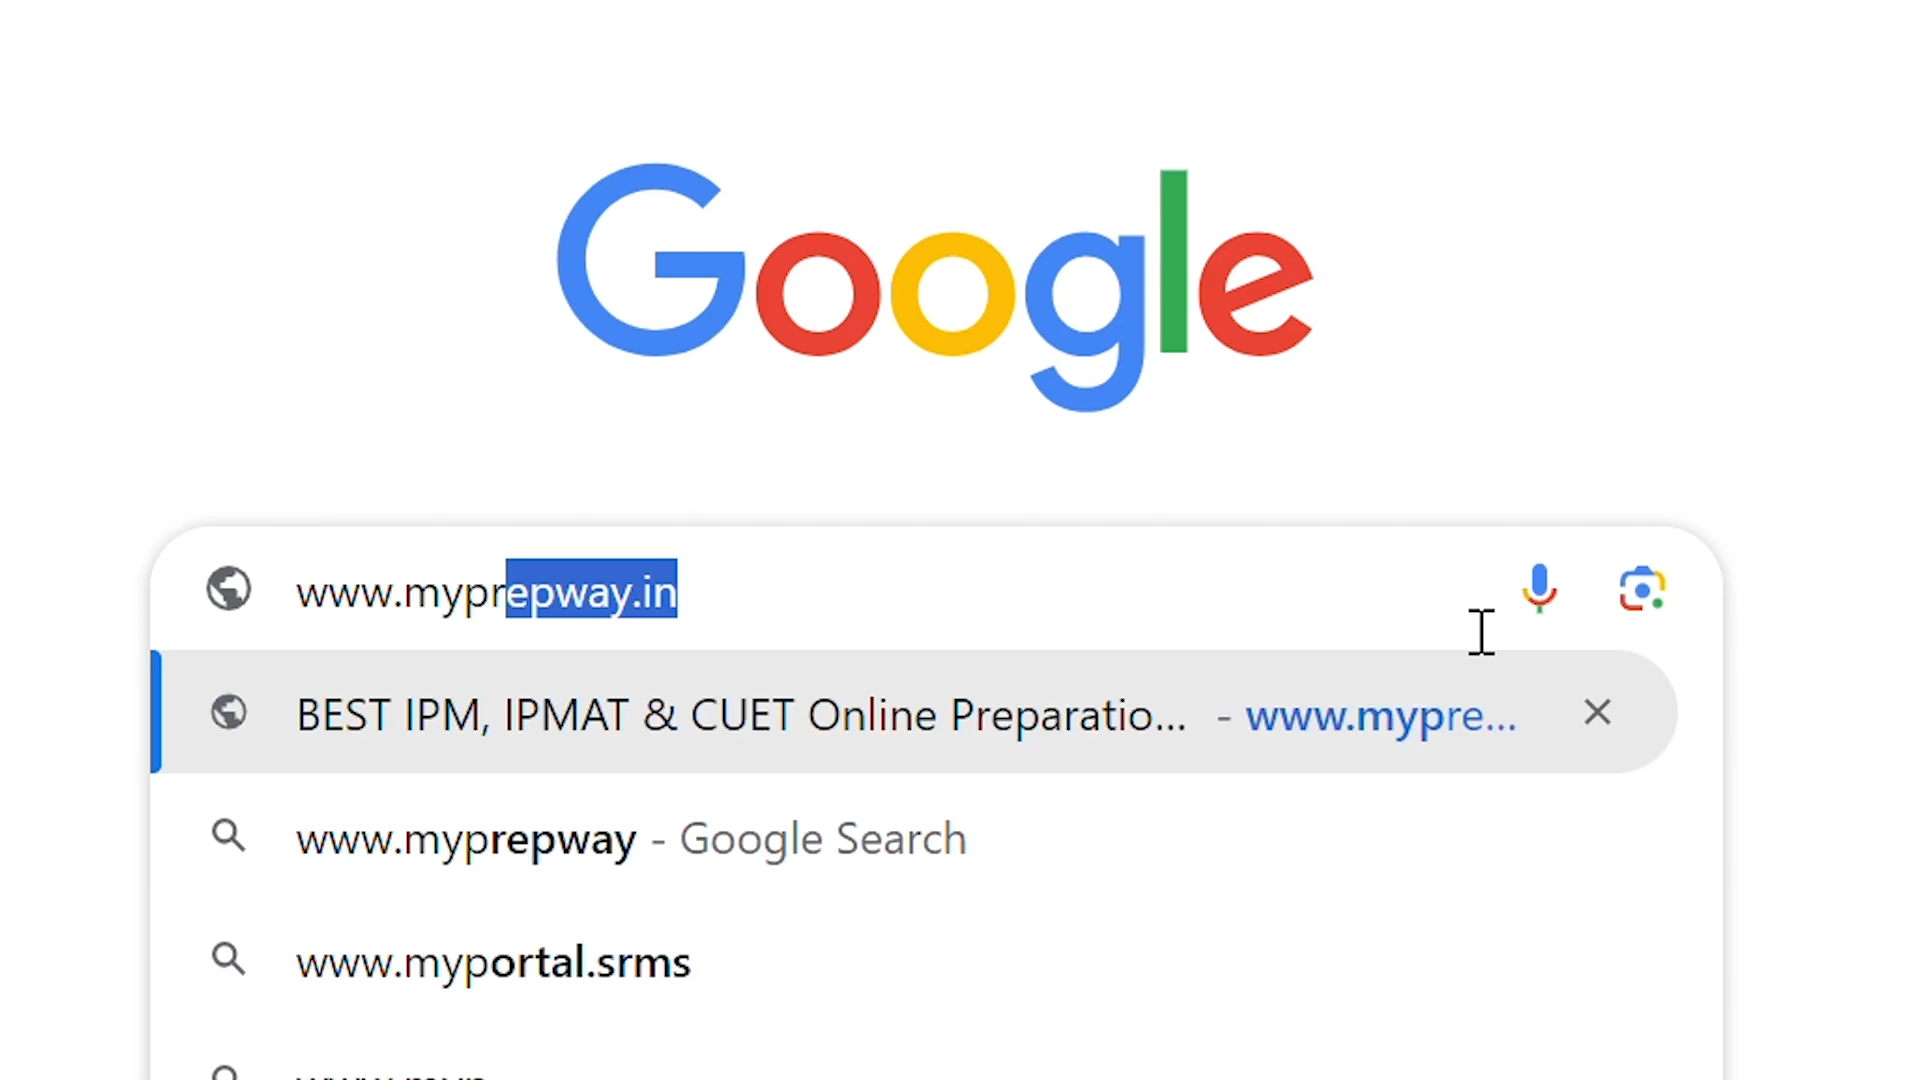 Google
www.myprepway.in
BEST IPM, IPMAT & CUET Online Preparatio... - www.mypre...
www.myprepway - Google Search
www.myportal.srms